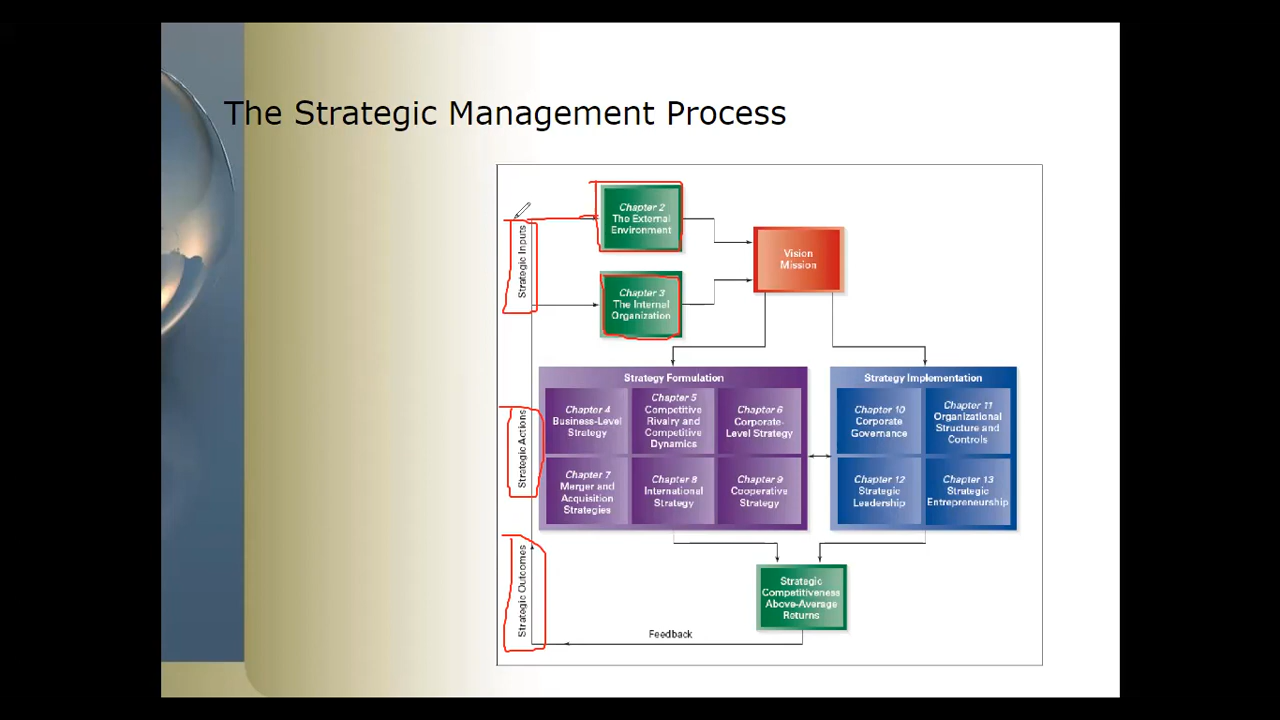 The Strategic Management Process
Strategic Inputs
Chapter 2
The External
Environment
Vision
Mission
Chapter 3
The Internal
Organization
Strategic Actions
Strategy Formulation
Chapter 4
Business-Level
Strategy
Chapter 5
Competitive
Rivalry and
Competitive
Dynamics
Chapter 6
Corporate-
Level Strategy
Chapter 7
Merger and
Acquisition
Strategies
Chapter 8
International
Strategy
Chapter 9
Cooperative
Strategy
Strategy Implementation
Chapter 10
Corporate
Governance
Chapter 11
Organizational
Structure and
Controls
Chapter 12
Strategic
Leadership
Chapter 13
Strategic
Entrepreneurship
Strategic Outcomes
Strategic
Competitiveness
Above-Average
Returns
Feedback